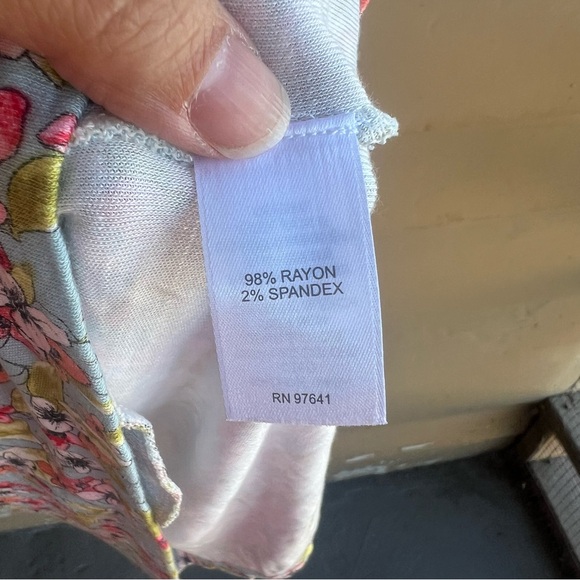 98% RAYON
2% SPANDEX
RN 97641